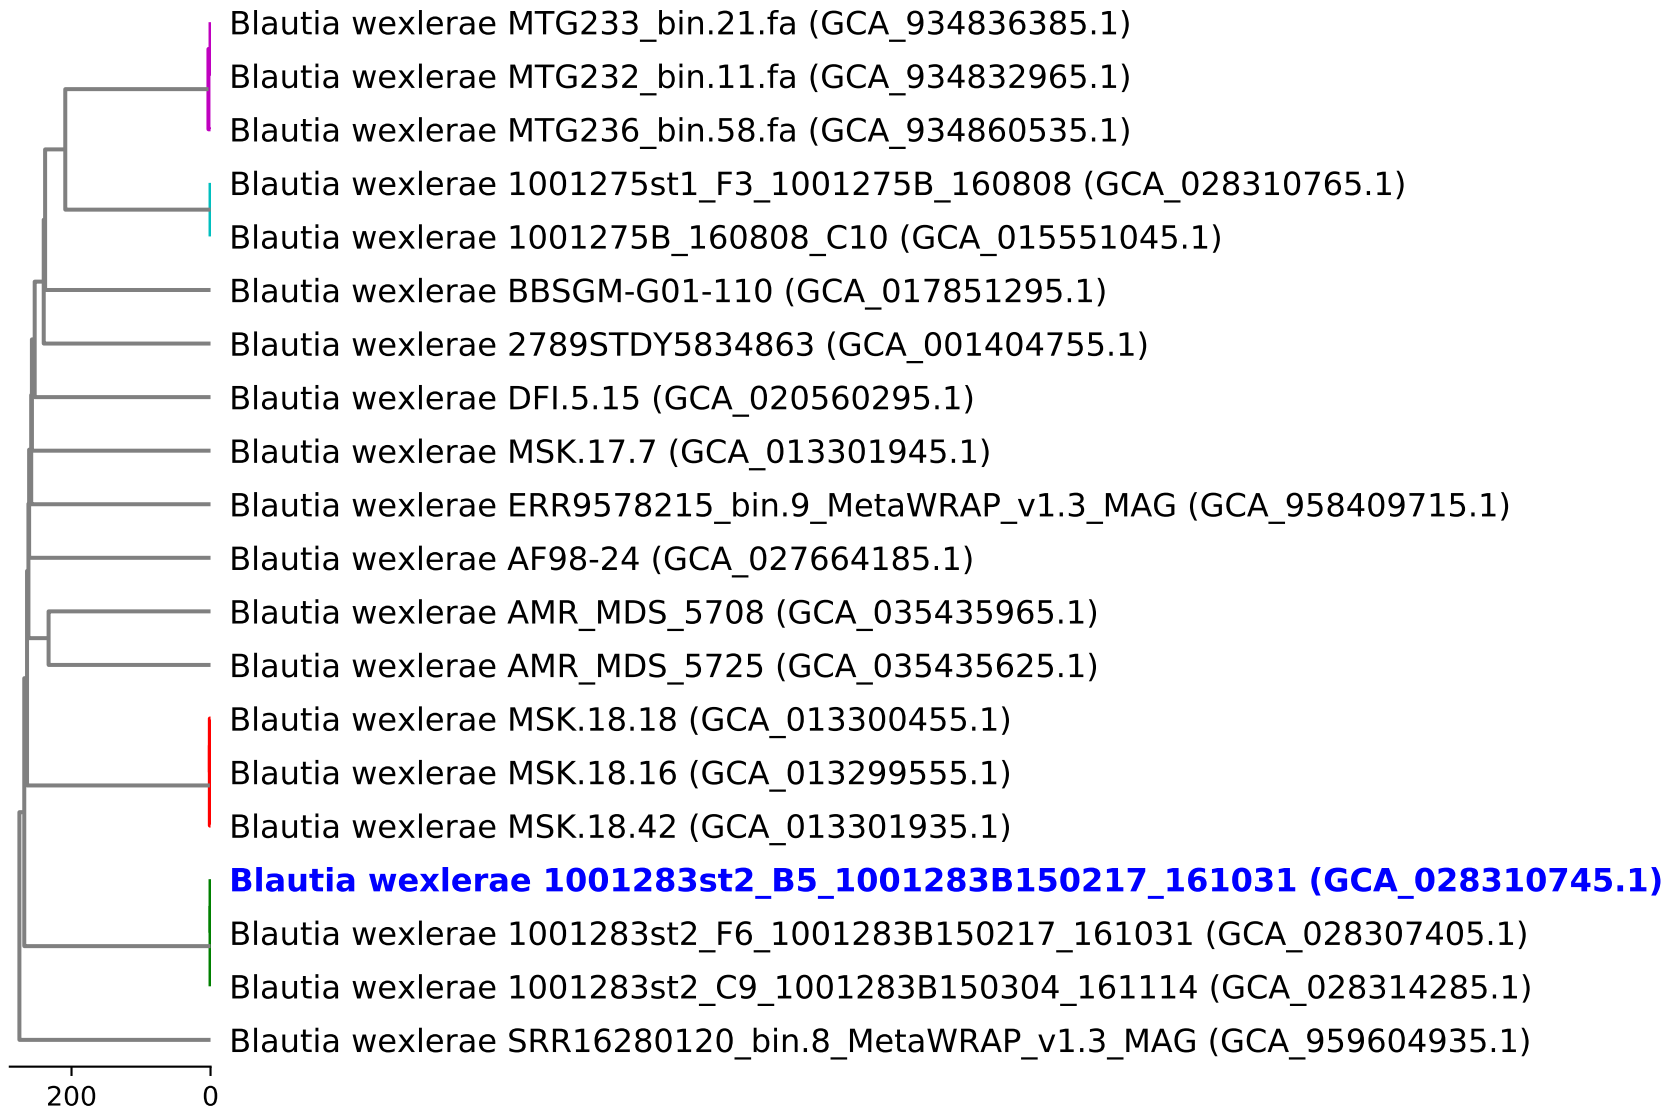 Blautia wexlerae MTG233_bin.21.fa (GCA_934836385.1)
Blautia wexlerae MTG232_bin.11.fa (GCA_934832965.1)
Blautia wexlerae MTG236_bin.58.fa (GCA_934860535.1)
Blautia wexlerae 1001275st1_F3_1001275B_160808 (GCA_028310765.1)
Blautia wexlerae 1001275B_160808_C10 (GCA_015551045.1)
Blautia wexlerae BBSGM-G01-110 (GCA_017851295.1)
Blautia wexlerae 2789STDY5834863 (GCA_001404755.1)
Blautia wexlerae DFI.5.15 (GCA_020560295.1)
Blautia wexlerae MSK.17.7 (GCA_013301945.1)
Blautia wexlerae ERR9578215_bin.9_MetaWRAP_v1.3_MAG (GCA_958409715.1)
Blautia wexlerae AF98-24 (GCA_027664185.1)
Blautia wexlerae AMR_MDS_5708 (GCA_035435965.1)
Blautia wexlerae AMR_MDS_5725 (GCA_035435625.1)
Blautia wexlerae MSK.18.18 (GCA_013300455.1)
Blautia wexlerae MSK.18.16 (GCA_013299555.1)
Blautia wexlerae MSK.18.42 (GCA_013301935.1)
Blautia wexlerae 1001283st2_B5_1001283B150217_161031 (GCA_028310745.1)
Blautia wexlerae 1001283st2_F6_1001283B150217_161031 (GCA_028307405.1)
Blautia wexlerae 1001283st2_C9_1001283B150304_161114 (GCA_028314285.1)
Blautia wexlerae SRR16280120_bin.8_MetaWRAP_v1.3_MAG (GCA_959604935.1)
200 0